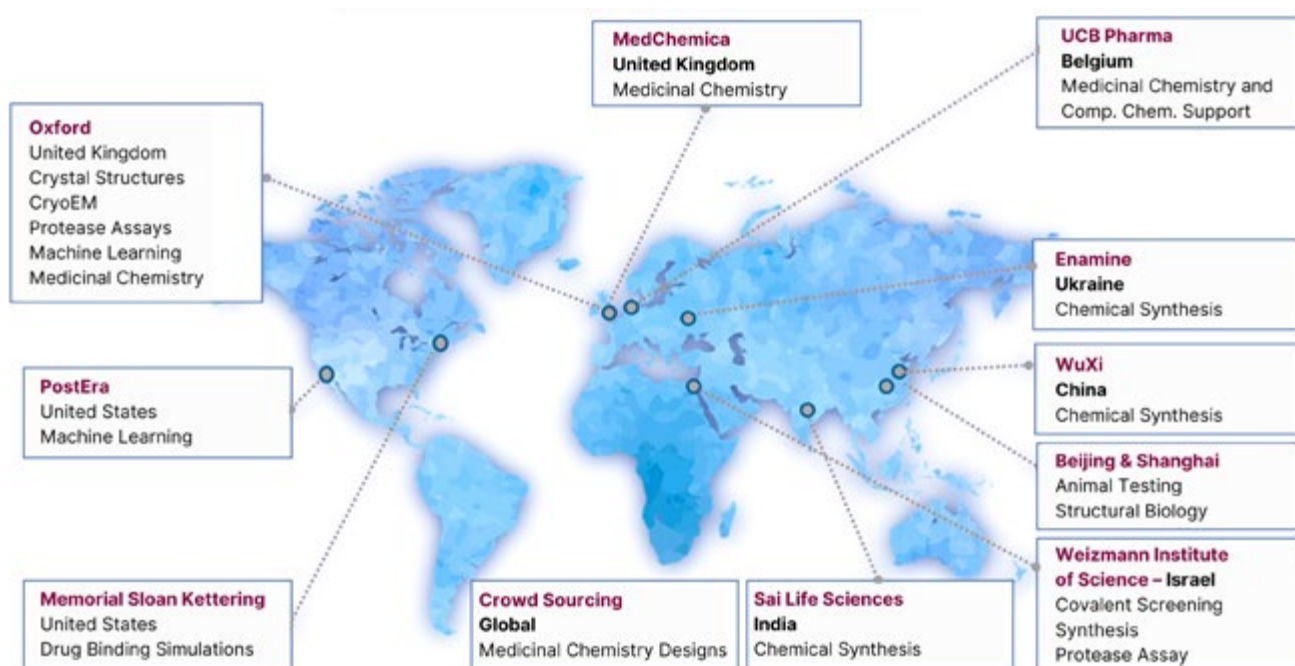 MedChemica
United Kingdom
Medicinal Chemistry
UCB Pharma
Belgium
Medicinal Chemistry and
Comp. Chem. Support
Oxford
United Kingdom
Crystal Structures
CryoEM
Protease Assays
Machine Learning
Medicinal Chemistry
Enamine
Ukraine
Chemical Synthesis
PostEra
United States
Machine Learning
WuXi
China
Chemical Synthesis
Beijing & Shanghai
Animal Testing
Structural Biology
Memorial Sloan Kettering
United States
Drug Binding Simulations
Crowd Sourcing
Global
Medicinal Chemistry Designs
Sai Life Sciences
India
Chemical Synthesis
Weizmann Institute
of Science – Israel
Covalent Screening
Synthesis
Protease Assay